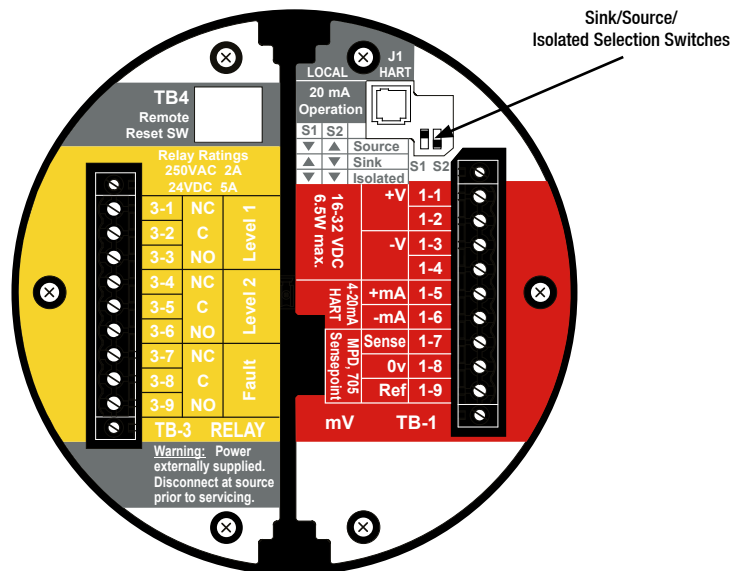 Sink/Source/
Isolated Selection Switches
J1
LOCAL HART
20 mA
Operation
S1 S2
▼ ▲ Source
▲ ▼ Sink
▼ ▼ Isolated
S1 S2
TB4
Remote
Reset SW
Relay Ratings
250VAC 2A
24VDC 5A
3-1 NC
3-2 C
3-3 NO
Level 1
3-4 NC
3-5 C
3-6 NO
Level 2
3-7 NC
3-8 C
3-9 NO
Fault
TB-3 RELAY
Warning: Power
externally supplied.
Disconnect at source
prior to servicing.
16-32 VDC
6.5W max.
+V 1-1
1-2
-V 1-3
1-4
4-20mA
HART
+mA 1-5
-mA 1-6
MPD, 705
Sensepoint
Sense 1-7
0v 1-8
Ref 1-9
mV TB-1